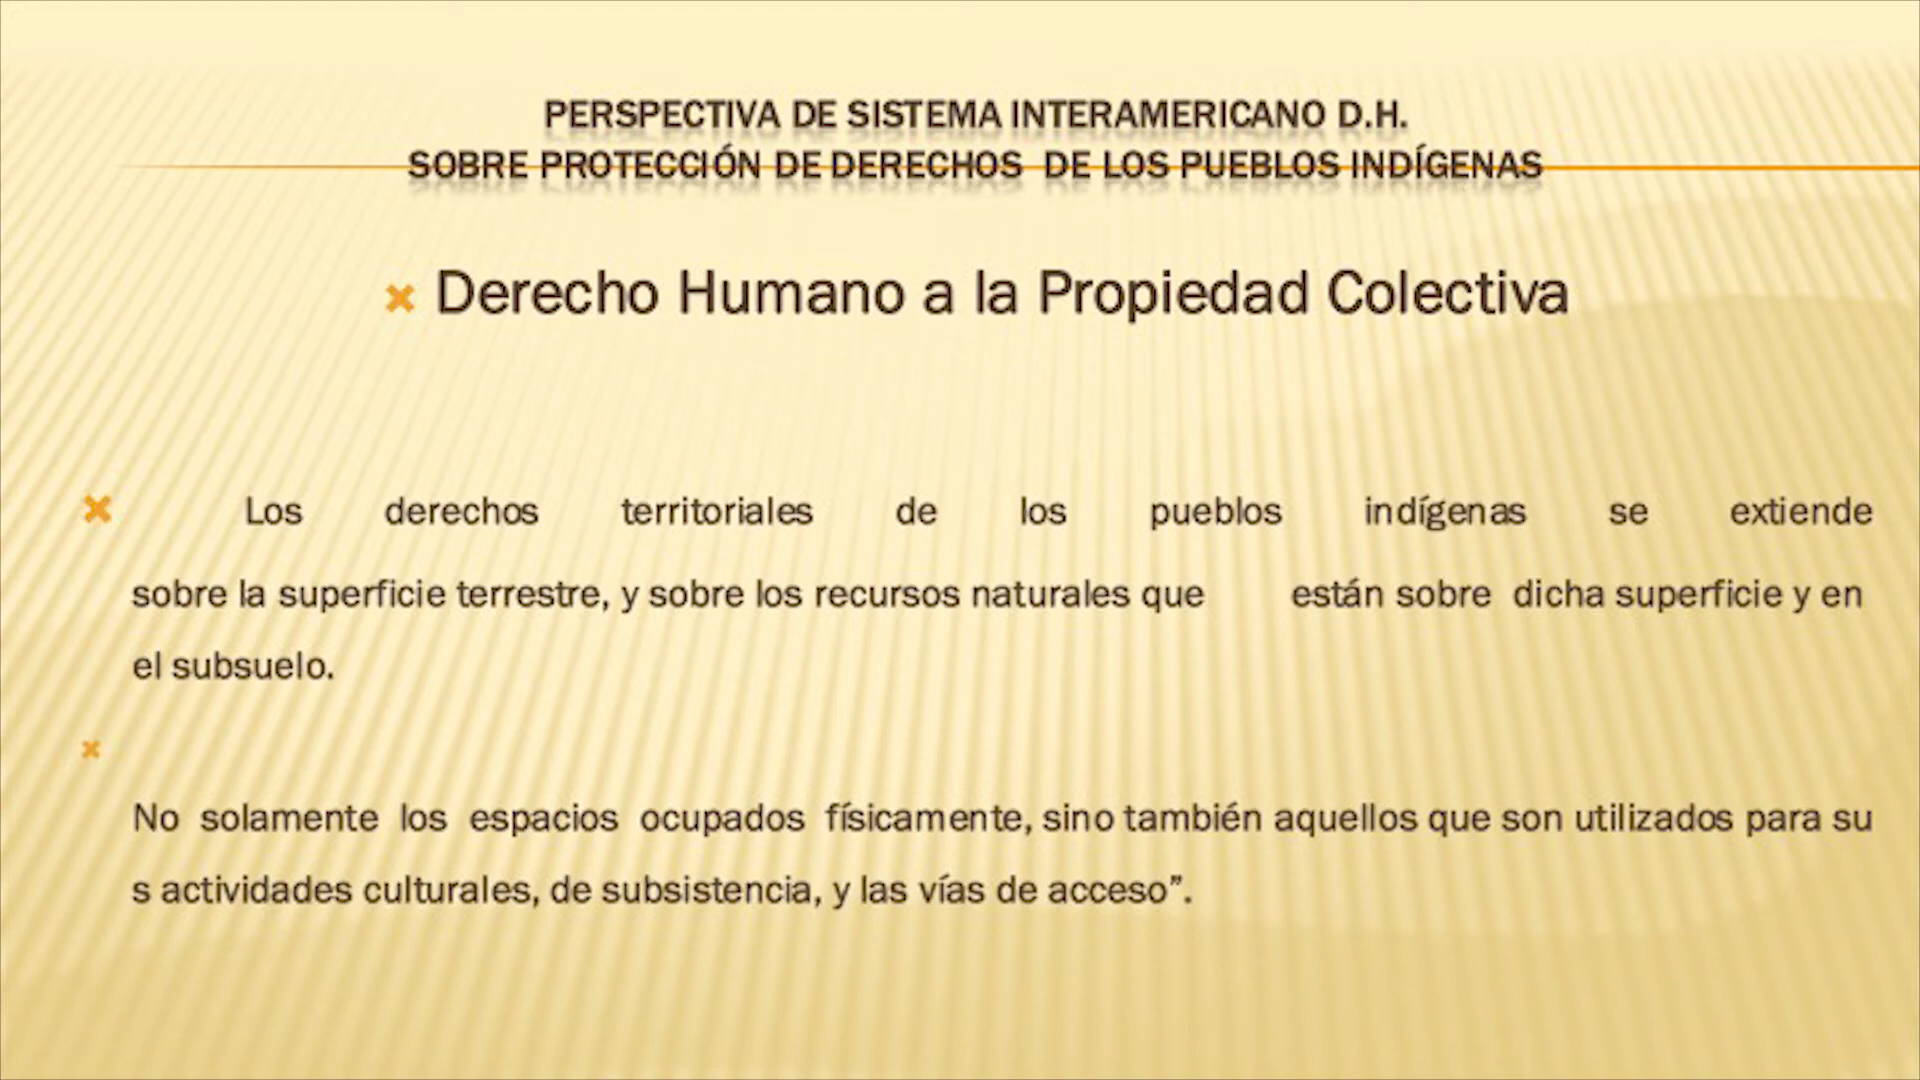 PERSPECTIVA DE SISTEMA INTERAMERICANO D.H.
SOBRE PROTECCIÓN DE DERECHOS DE LOS PUEBLOS INDÍGENAS
Derecho Humano a la Propiedad Colectiva
Los derechos territoriales de los pueblos indígenas se extiende
sobre la superficie terrestre, y sobre los recursos naturales que están sobre dicha superficie y en
el subsuelo.
No solamente los espacios ocupados físicamente, sino también aquellos que son utilizados para su
s actividades culturales, de subsistencia, y las vías de acceso”.